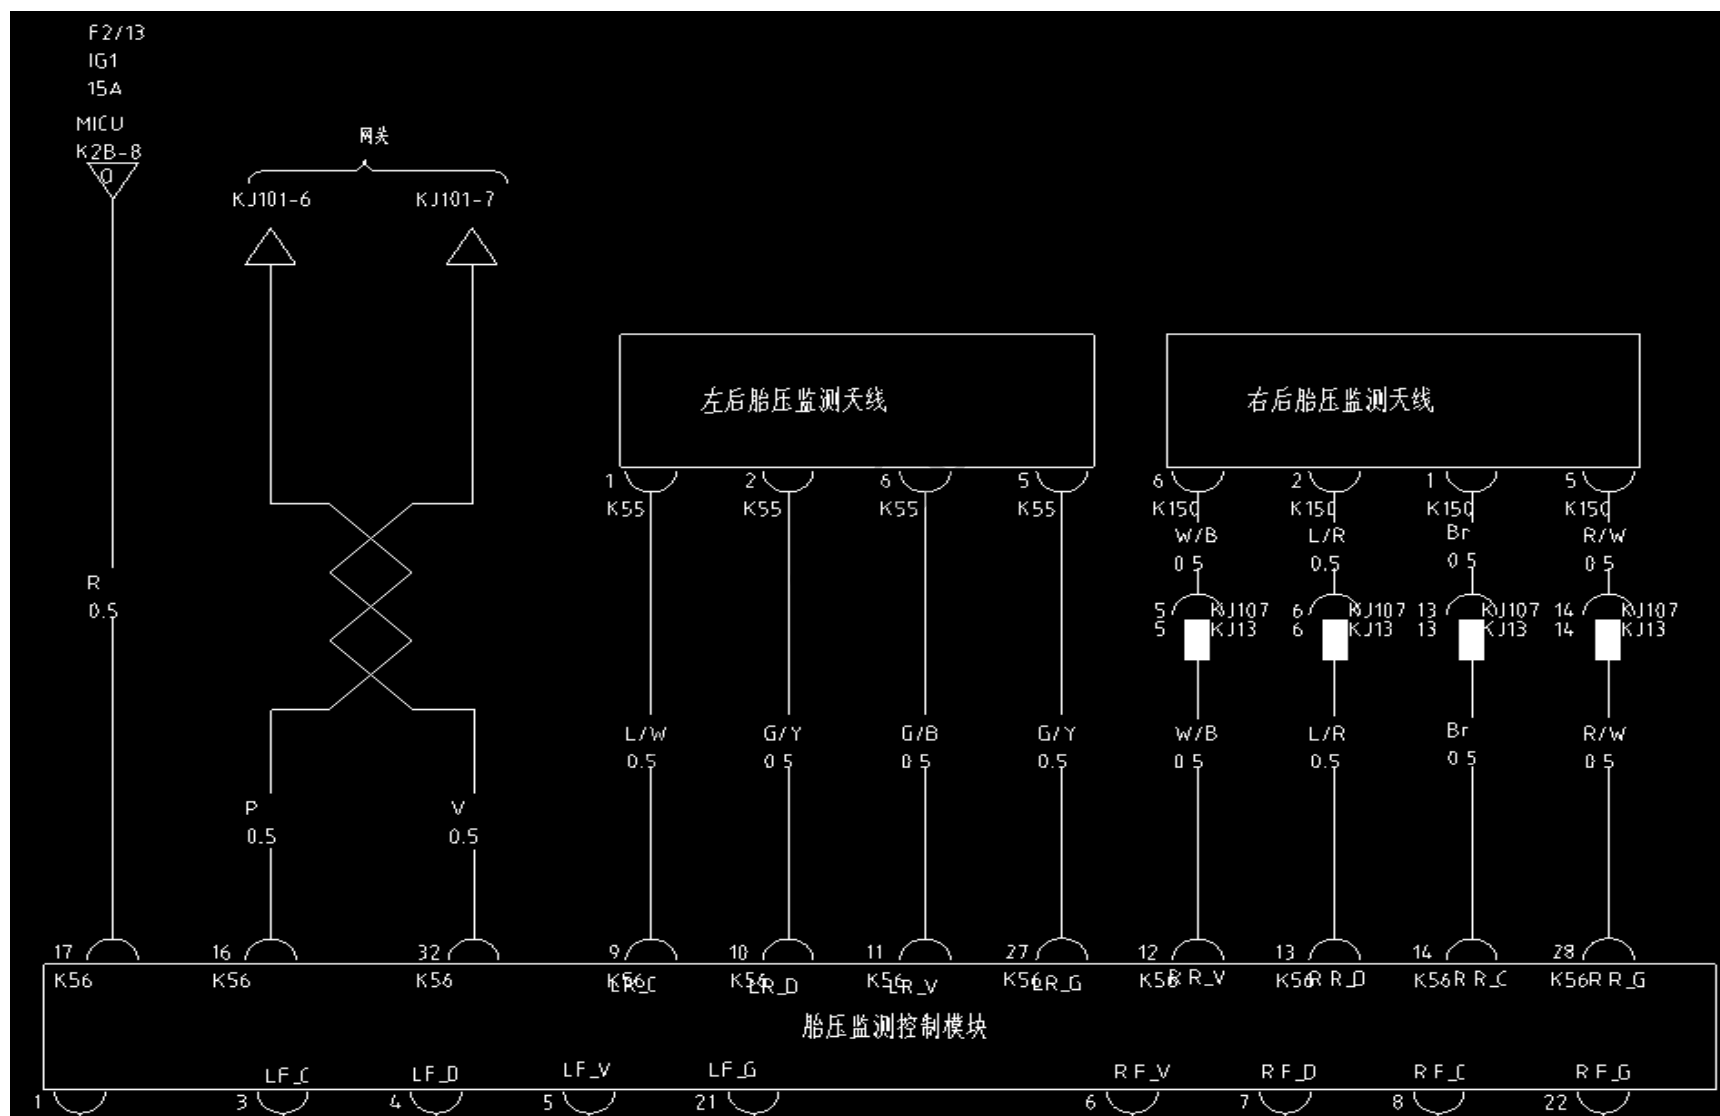 F2/13
IG1
15A
MICU
K2B-8
网关
KJ101-6 KJ101-7
左后胎压监测天线 右后胎压监测天线
1 2 6 5 6 2 1 5
K55 K55 K55 K55 K150 K150 K150 K150
W/B L/R Br R/W
0.5 0.5 0.5 0.5
R
0.5
5 KJ107 6 KJ107 13 KJ107 14 KJ107
5 KJ13 6 KJ13 13 KJ13 14 KJ13
L/W G/Y G/B G/Y W/B L/R Br R/W
0.5 0.5 0.5 0.5 0.5 0.5 0.5 0.5
P V
0.5 0.5
17 16 32 9 10 11 27 12 13 14 28
K56 K56 K56 K56 K56 K56 K56 K56 K56 K56 K56
LR_C LR_D LR_V LR_G RR_V RR_D RR_C RR_G
胎压监测控制模块
LF_C LF_D LF_V LF_G RF_V RF_D RF_C RF_G
1 3 4 5 21 6 7 8 22